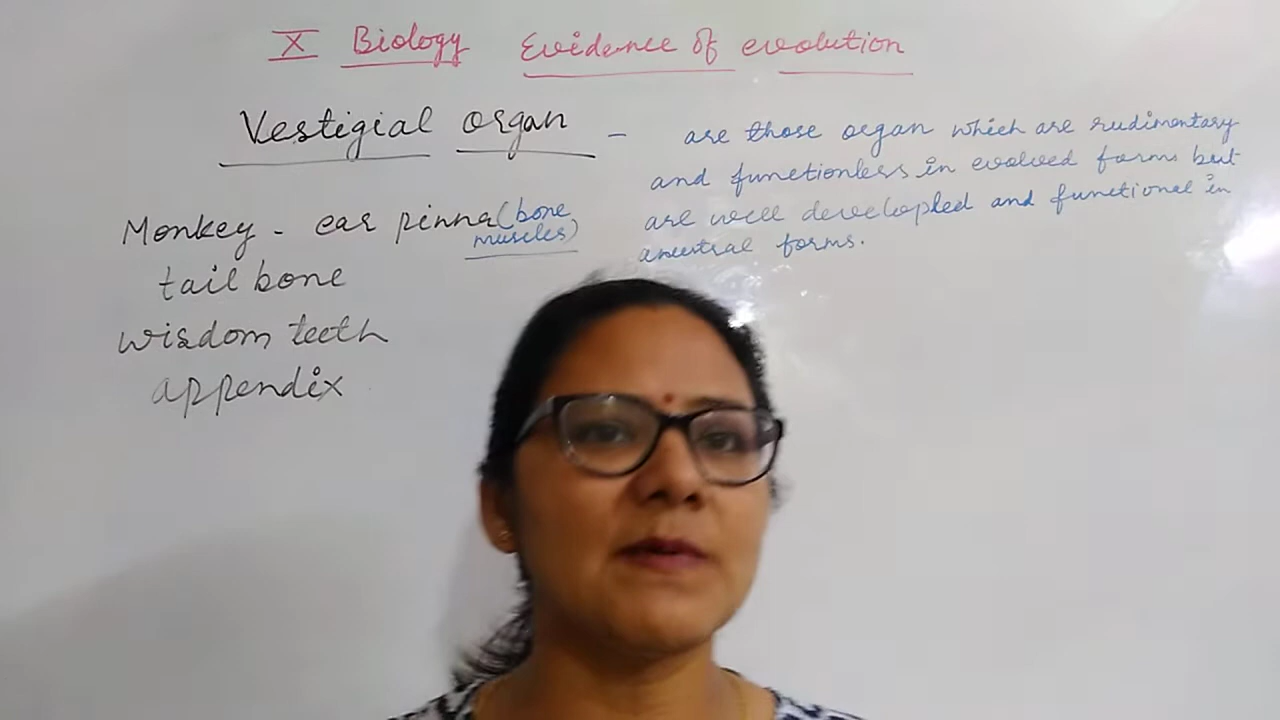 X Biology Evidence of evolution
Vestigial organ - are those organ which are rudimentary
and functionless in evolved forms but
are well developked and functional in
ancestral forms.
Monkey - ear pinna (bone, muscles)
tail bone
wisdom teeth
appendix